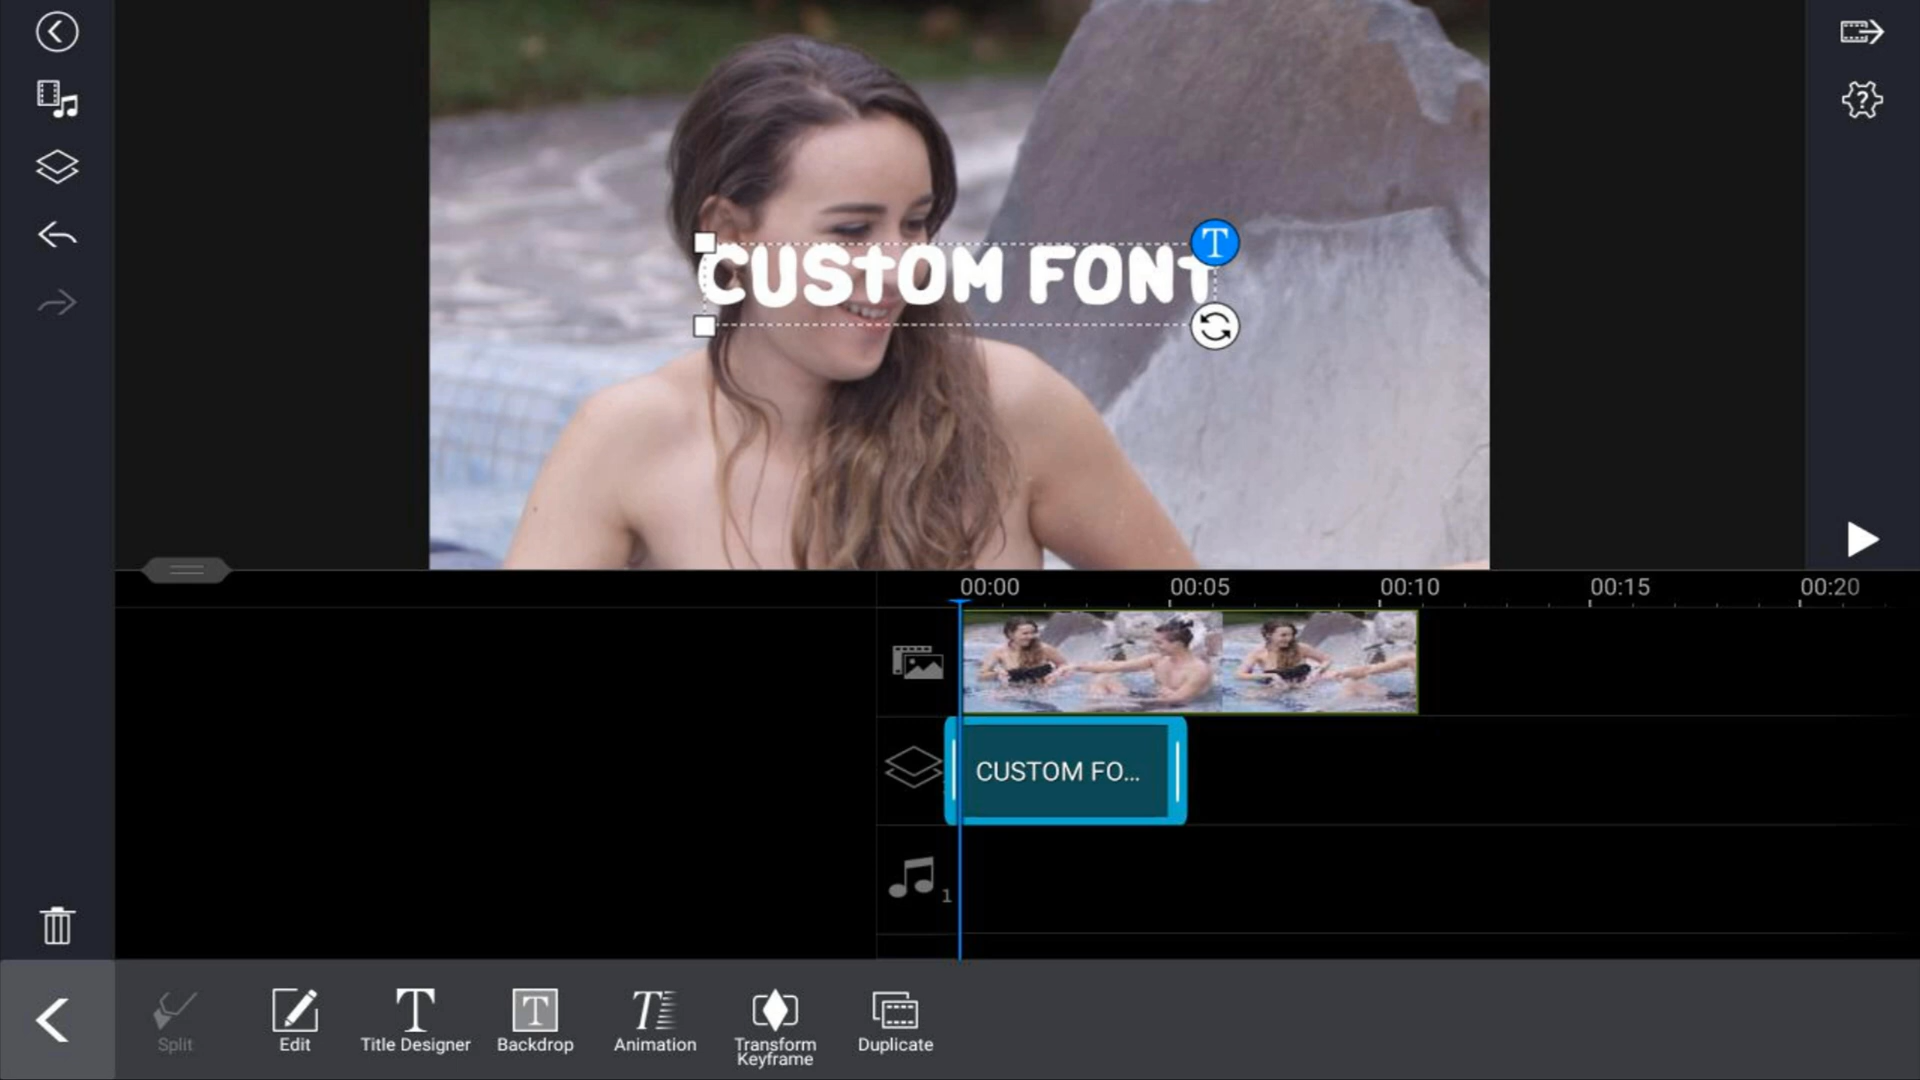 CUSTOM FONT
00:00 00:05 00:10 00:15 00:20
CUSTOM FO...
1
Split Edit Title Designer Backdrop Animation Transform Keyframe Duplicate